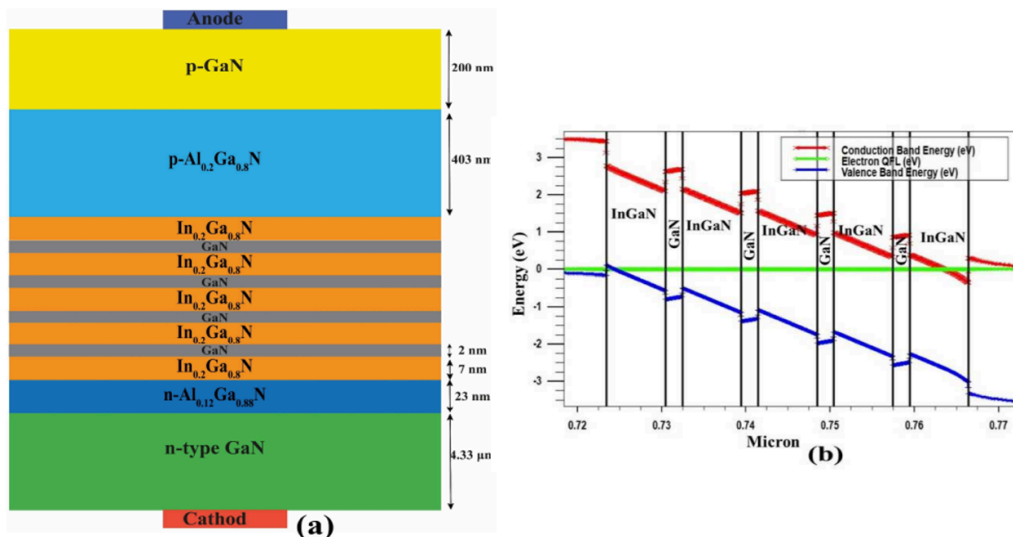 Anode
p-GaN
200 nm
p-Al0.2Ga0.8N
403 nm
In0.2Ga0.8N
GaN
In0.2Ga0.8N
GaN
In0.2Ga0.8N
GaN
In0.2Ga0.8N
GaN
2 nm
In0.2Ga0.8N
7 nm
n-Al0.12Ga0.88N
23 nm
n-type GaN
4.33 μm
Cathod
(a)
Conduction Band Energy (eV)
Electron QFL (eV)
Valence Band Energy (eV)
Energy (eV)
3
2
1
0
-1
-2
-3
InGaN
GaN
InGaN
GaN
InGaN
GaN
InGaN
GaN
InGaN
0.72
0.73
0.74
0.75
0.76
0.77
Micron
(b)